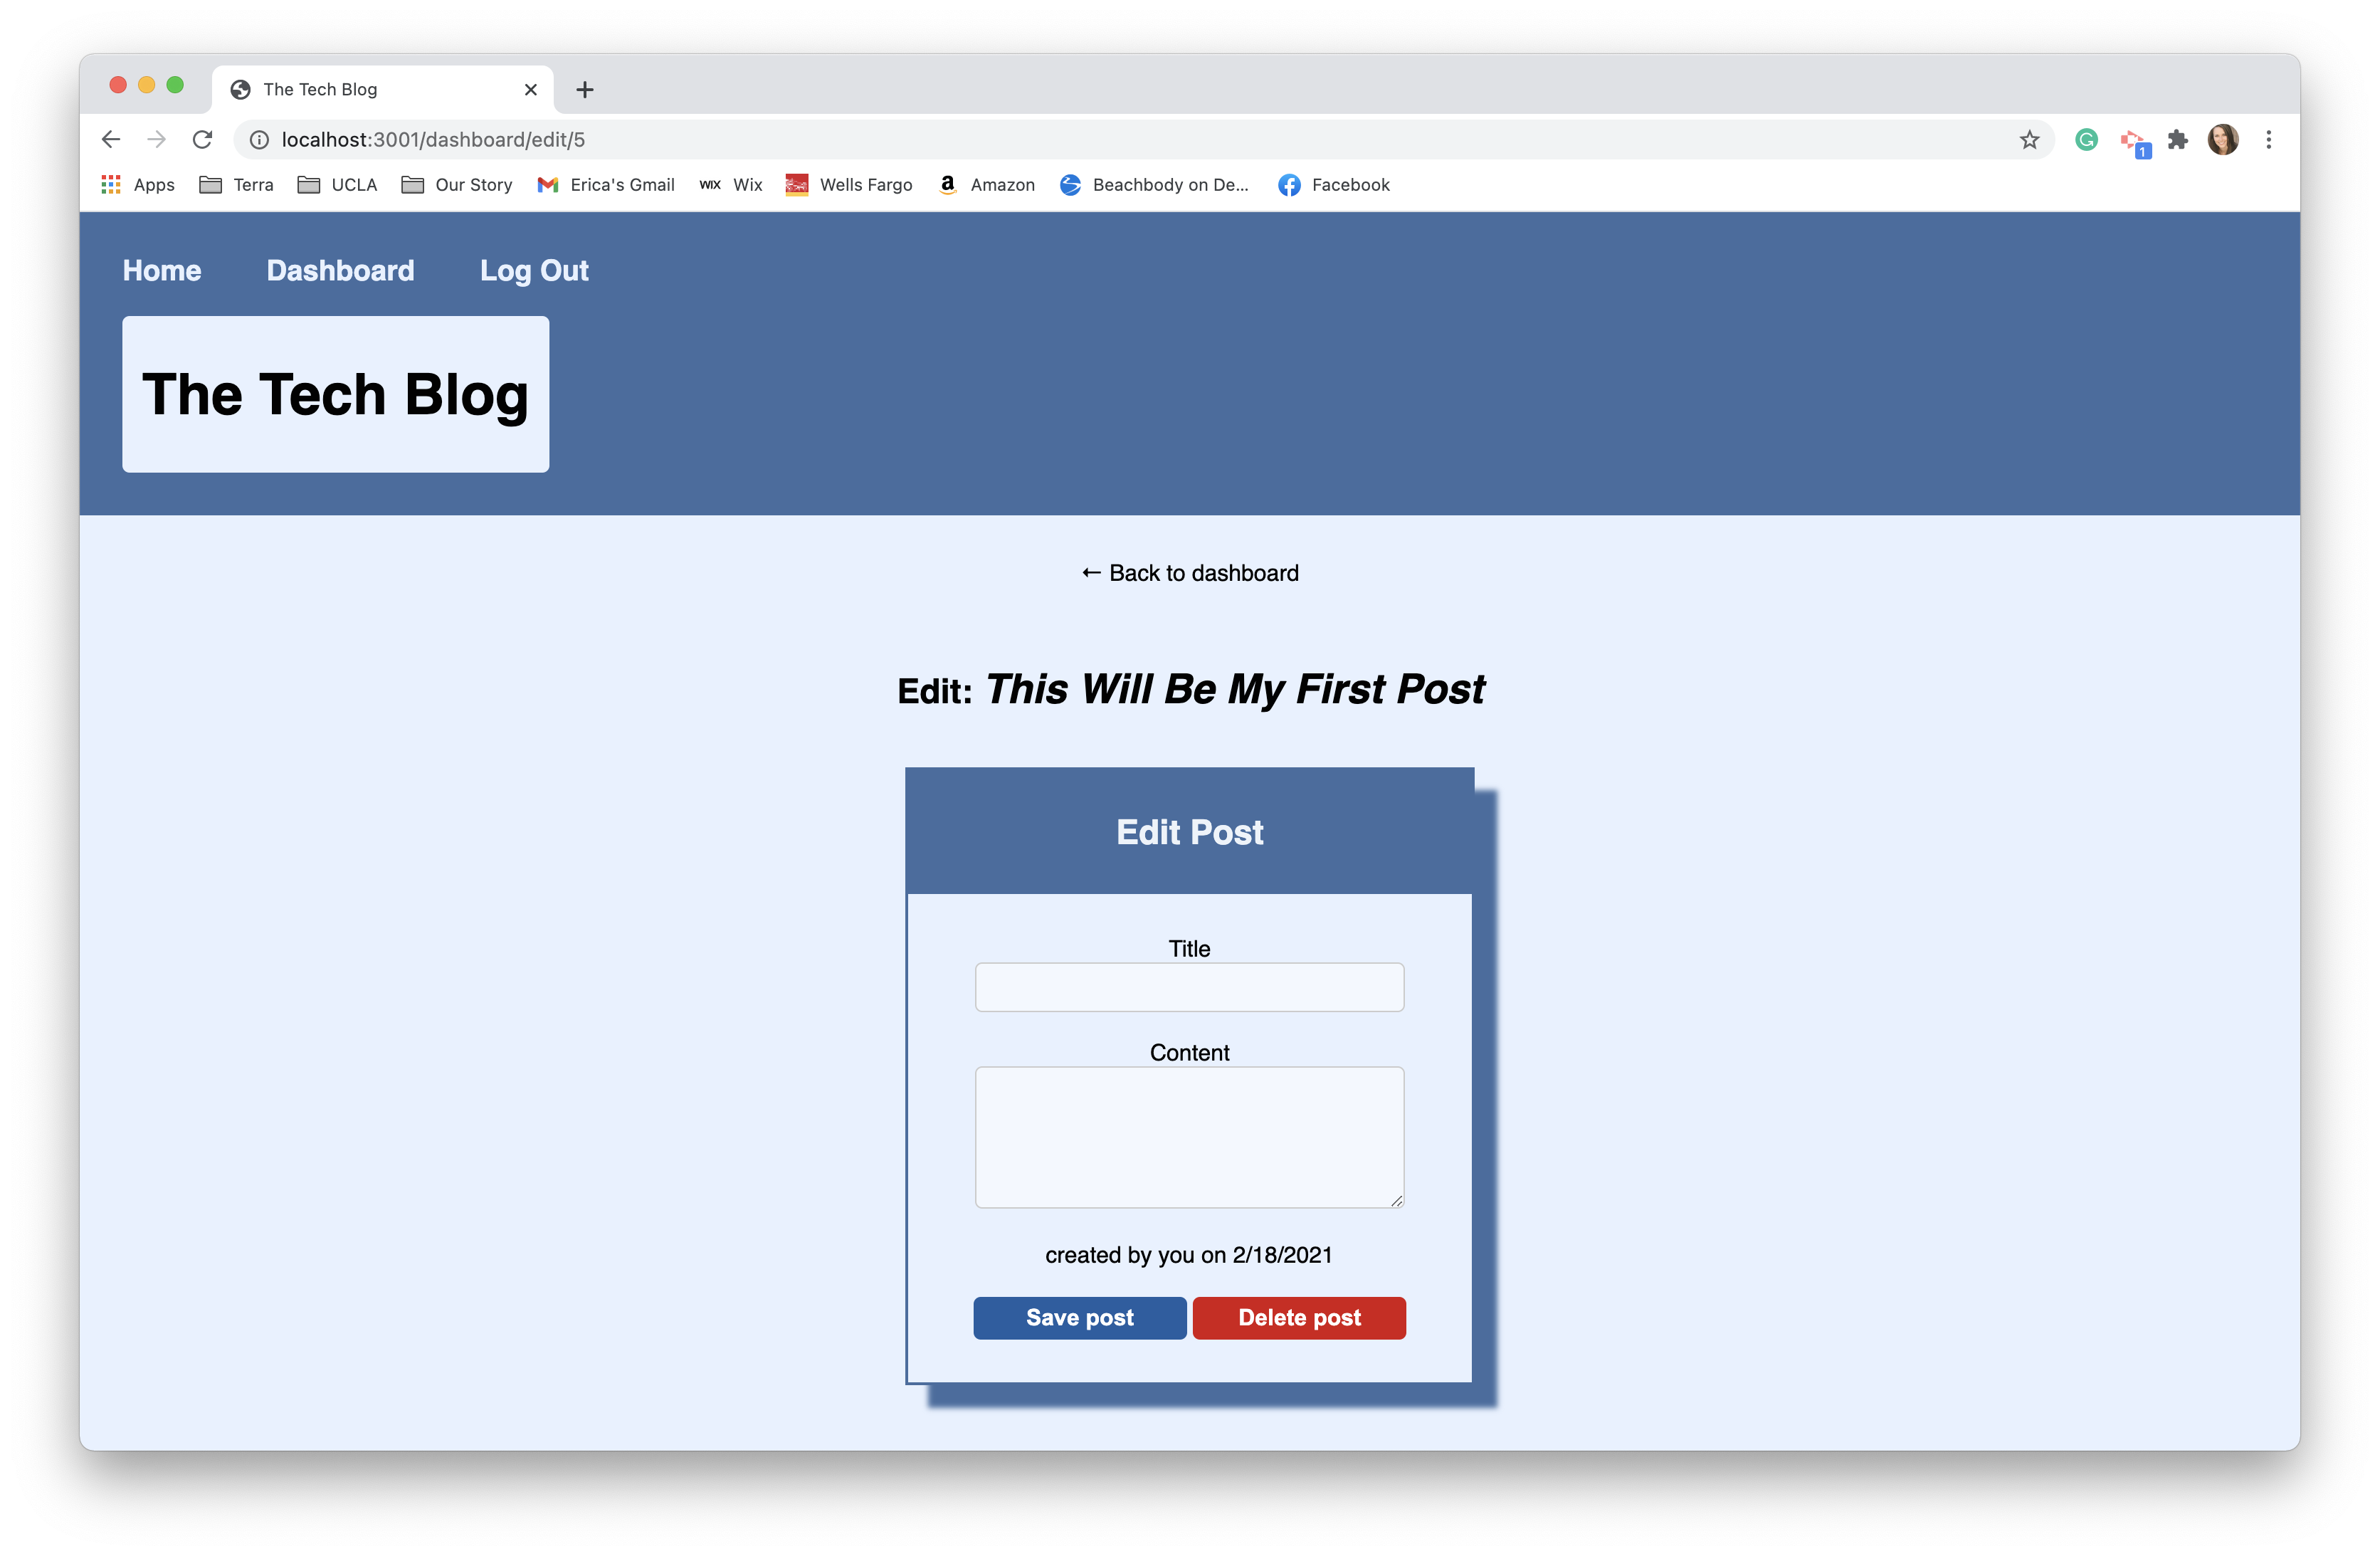 The Tech Blog
localhost:3001/dashboard/edit/5
1
Apps Terra UCLA Our Story Erica's Gmail WIX Wix Wells Fargo a Amazon Beachbody on De... Facebook
Home Dashboard Log Out
The Tech Blog
← Back to dashboard
Edit: This Will Be My First Post
Edit Post
Title
Content
created by you on 2/18/2021
Save post Delete post